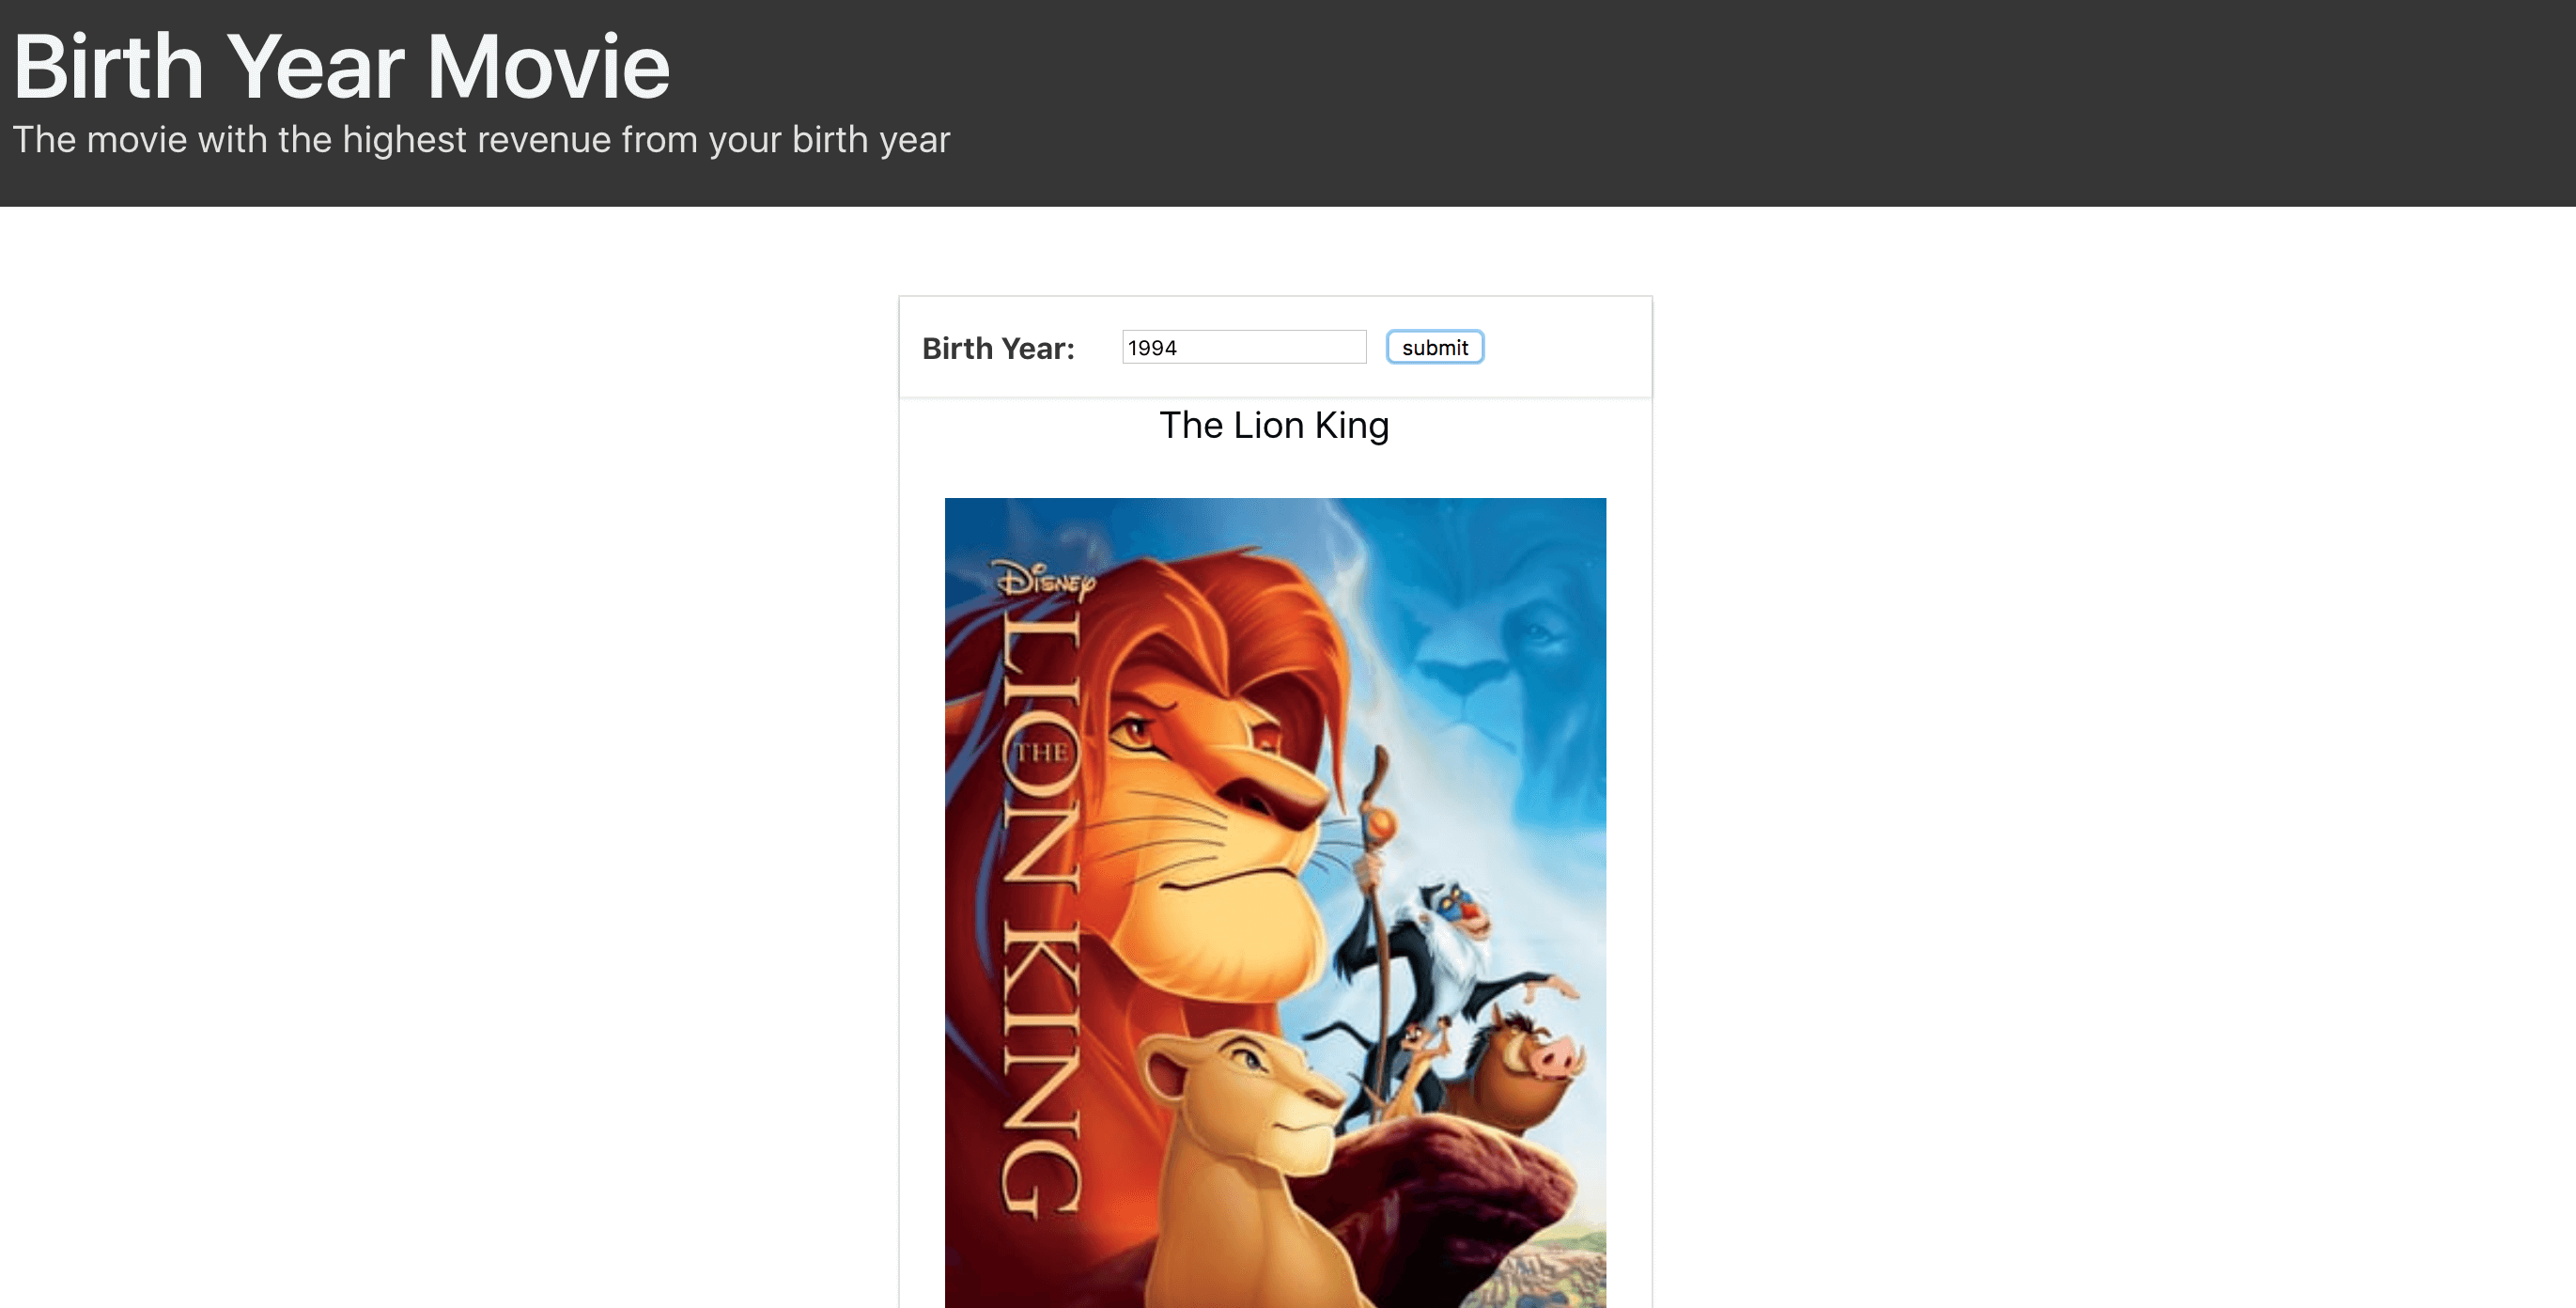 Birth Year Movie
The movie with the highest revenue from your birth year
Birth Year: 1994 submit
The Lion King
DISNEY
THE
LION KING